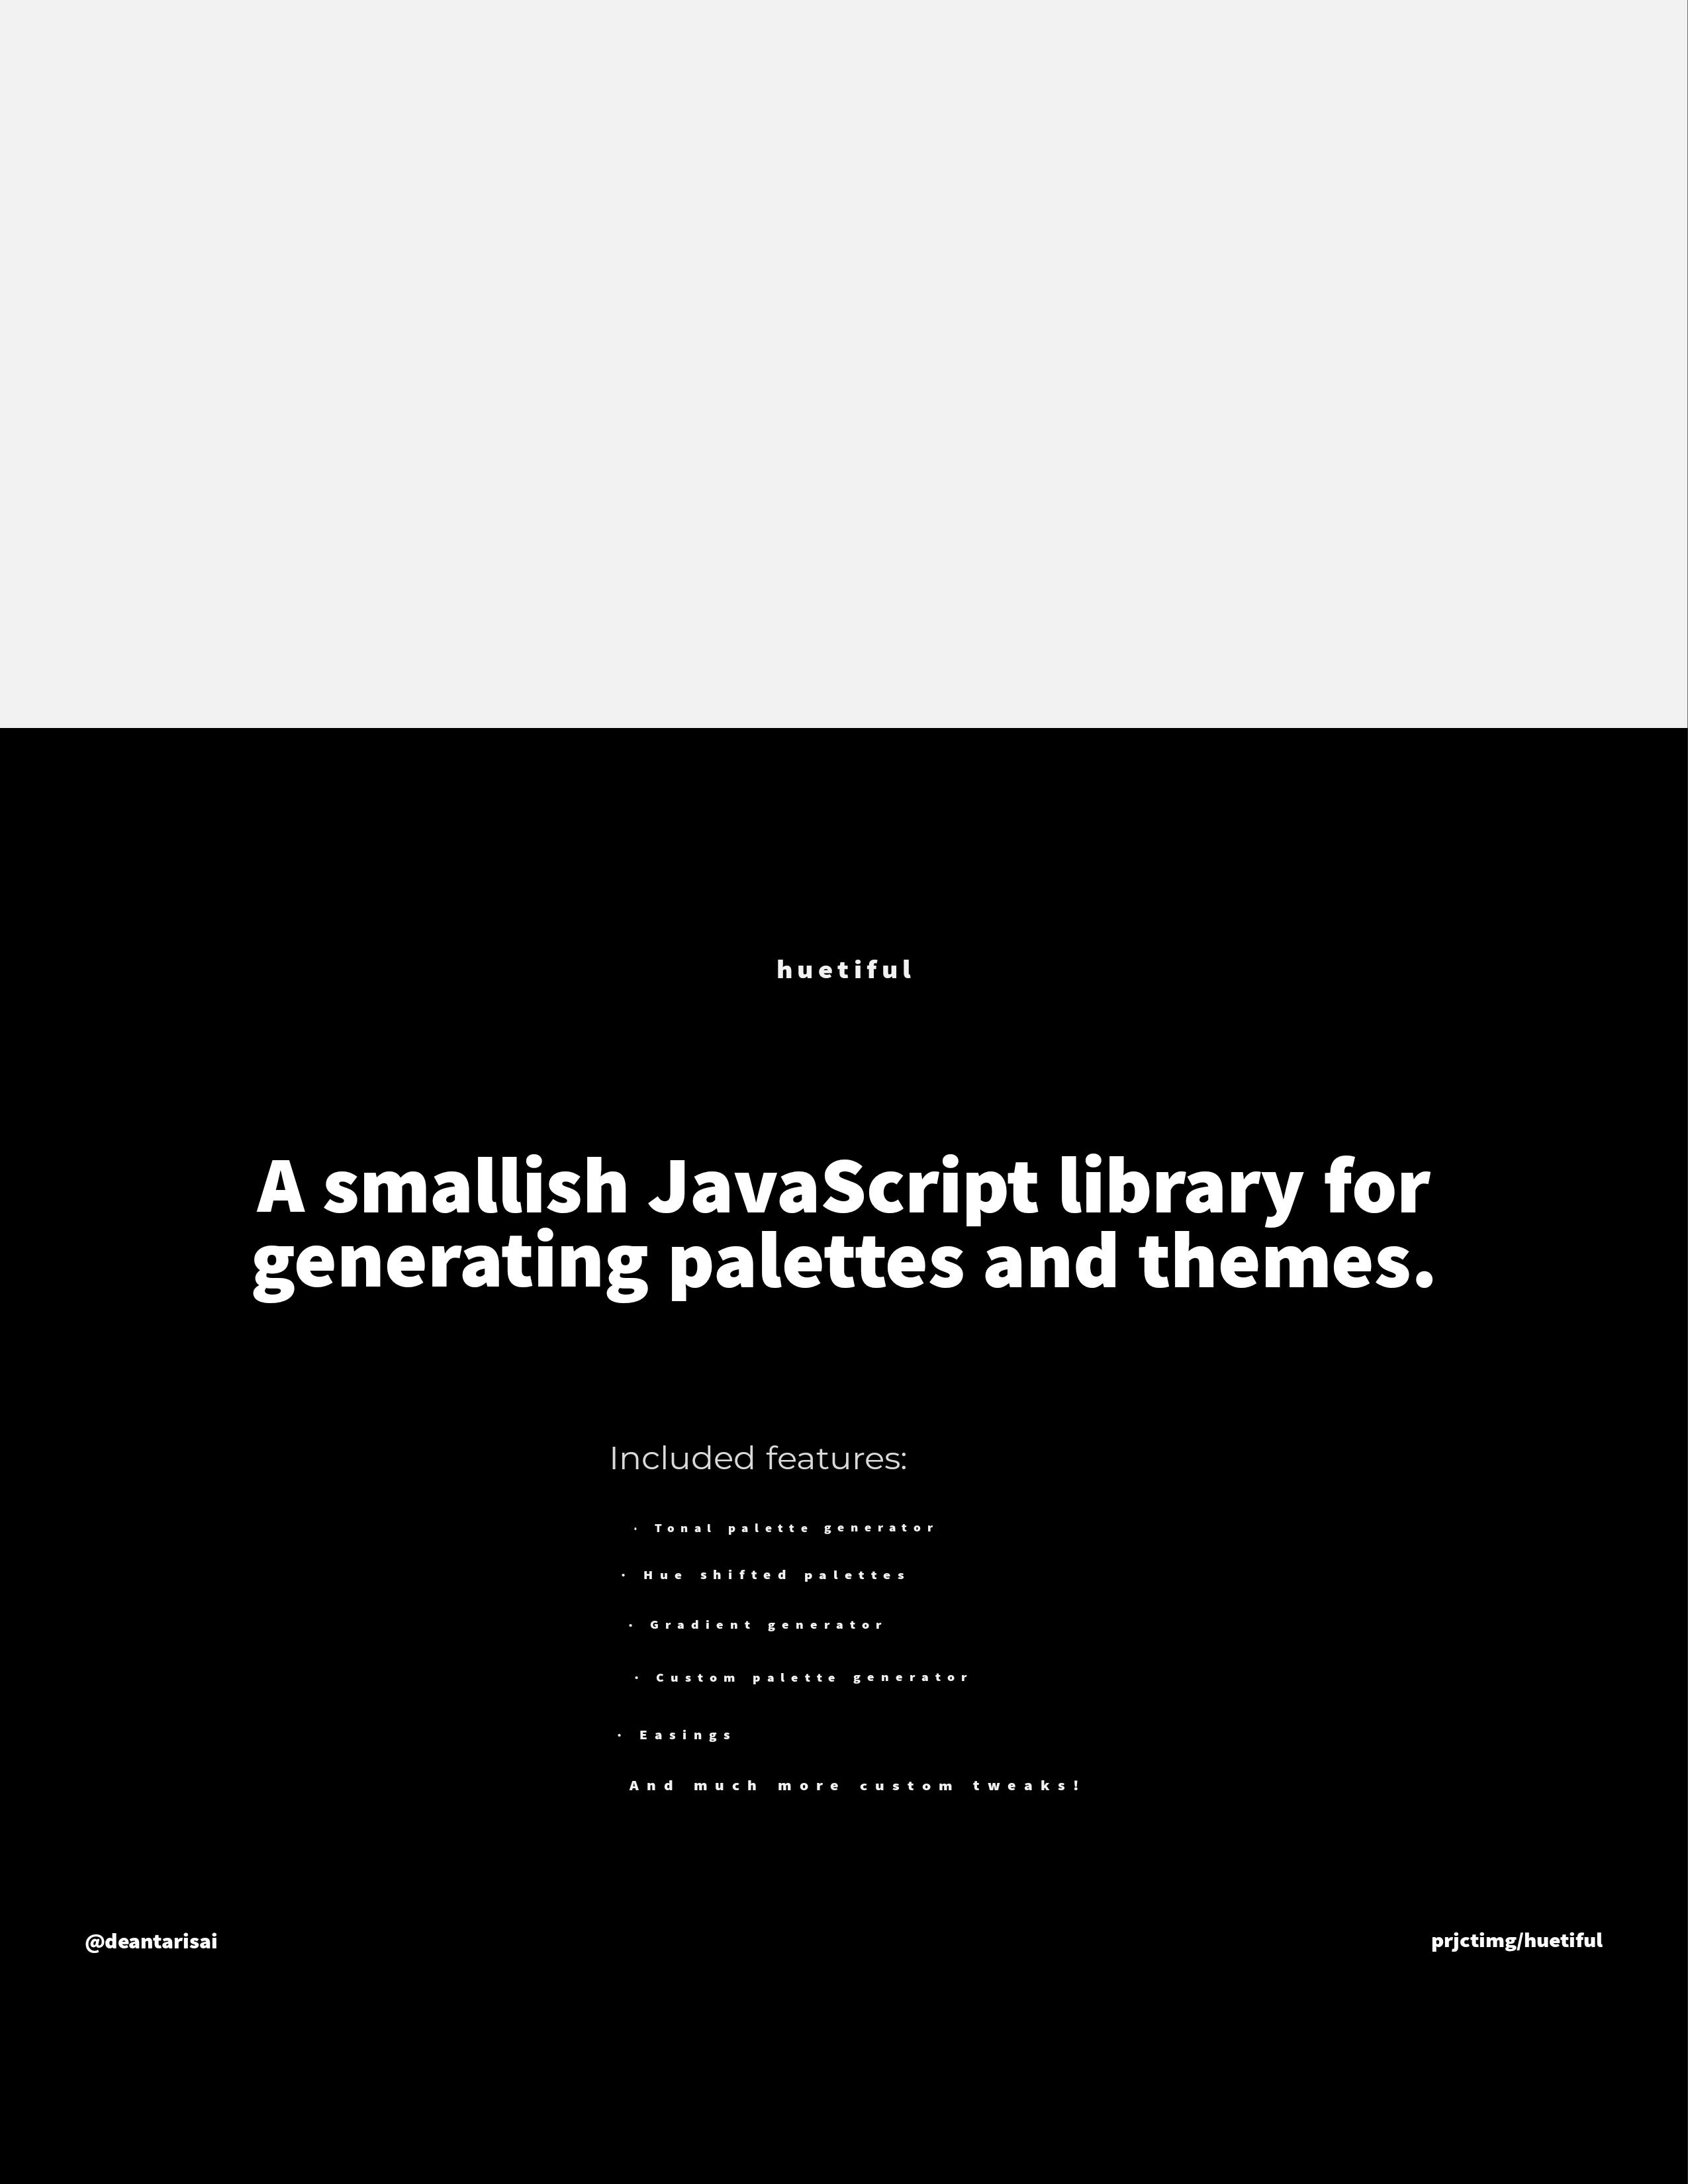 huetiful
A smallish JavaScript library for
generating palettes and themes.
Included features:
• Tonal palette generator
• Hue shifted palettes
• Gradient generator
• Custom palette generator
• Easings
And much more custom tweaks!
@deantarisai
prjctimg/huetiful